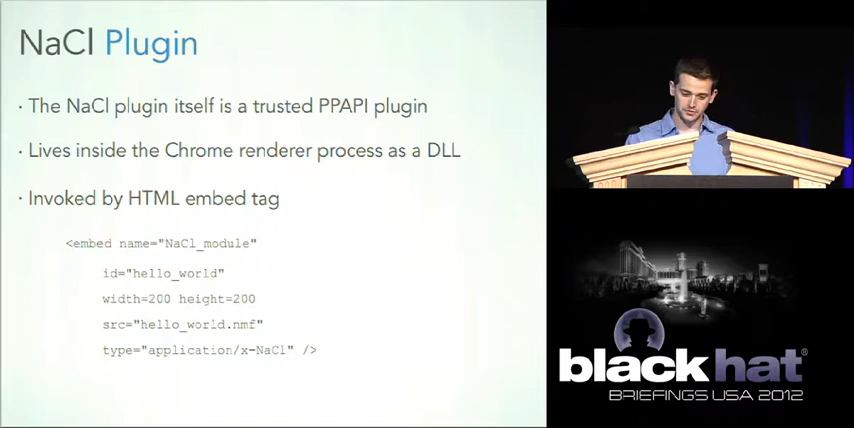 NaCl Plugin
· The NaCl plugin itself is a trusted PPAPI plugin
· Lives inside the Chrome renderer process as a DLL
· Invoked by HTML embed tag
<embed name="NaCl_module"
id="hello_world"
width=200 height=200
src="hello_world.nmf"
type="application/x-NaCl" />
black hat®
BRIEFINGS USA 2012